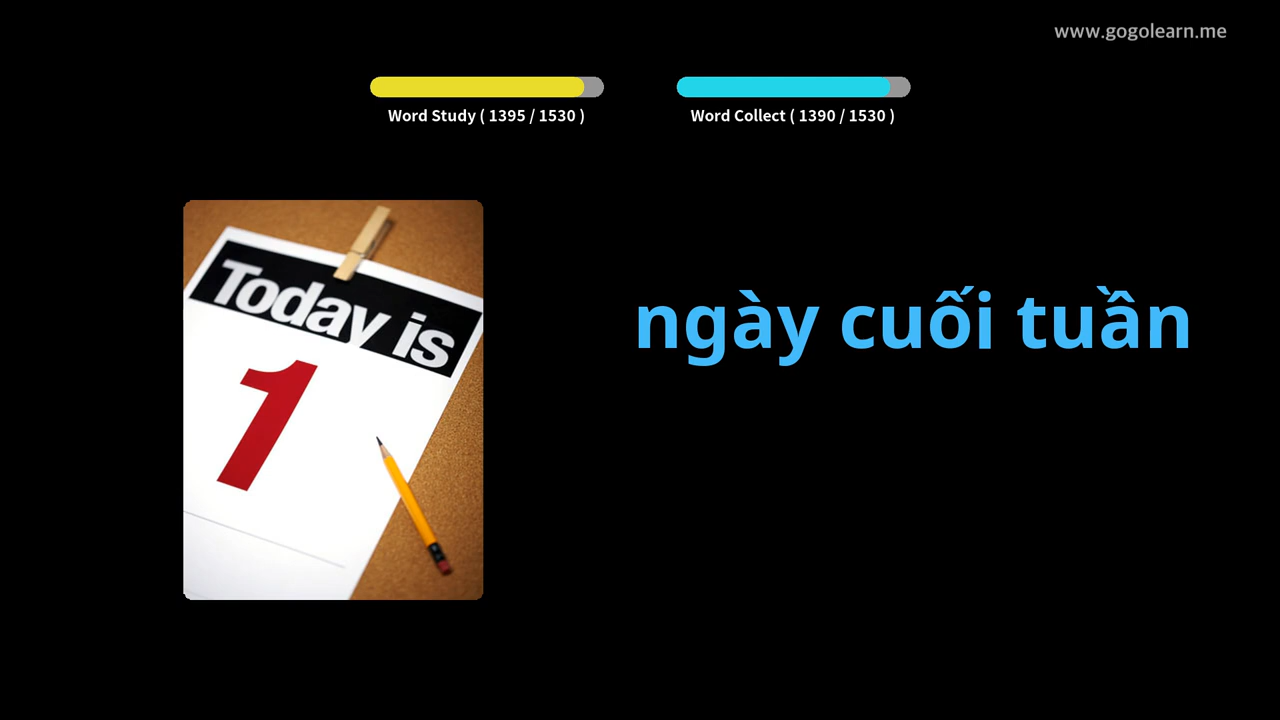 www.gogolearn.me
Word Study ( 1395 / 1530 )
Word Collect ( 1390 / 1530 )
Today is
1
ngày cuối tuần